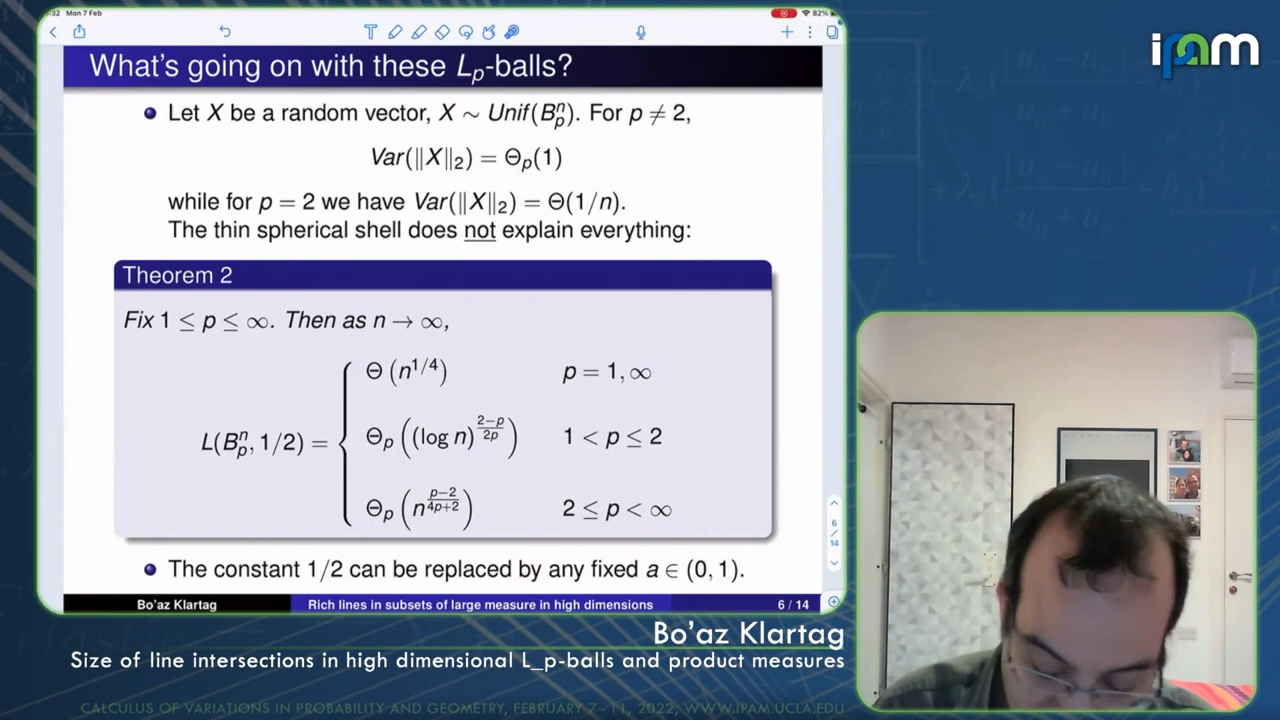 :32 Mon 7 Feb
82%
ipam
What's going on with these L_p-balls?
Let X be a random vector, X ∼ Unif(B_p^n). For p ≠ 2,
Var(‖X‖_2) = Θ_p(1)
while for p = 2 we have Var(‖X‖_2) = Θ(1/n).
The thin spherical shell does not explain everything:
Theorem 2
Fix 1 ≤ p ≤ ∞. Then as n → ∞,
L(B_p^n, 1/2) = {
Θ (n^{1/4}) p = 1, ∞
Θ_p ((log n)^{\frac{2−p}{2p}}) 1 < p ≤ 2
Θ_p (n^{\frac{p−2}{4p+2}}) 2 ≤ p < ∞
The constant 1/2 can be replaced by any fixed a ∈ (0, 1).
6
/
14
Bo'az Klartag Rich lines in subsets of large measure in high dimensions 6 / 14
Bo'az Klartag
Size of line intersections in high dimensional L_p-balls and product measures
CALCULUS OF VARIATIONS IN PROBABILITY AND GEOMETRY, FEBRUARY 7 - 11, 2022, WWW.IPAM.UCLA.EDU